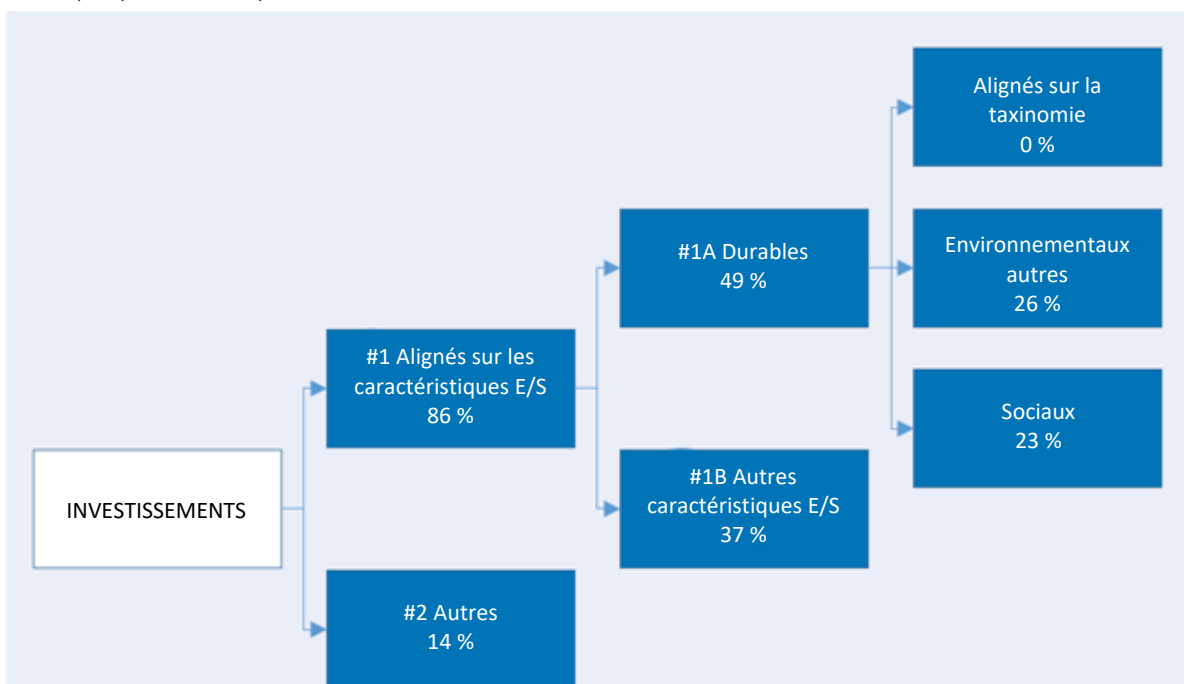 INVESTISSEMENTS
#1 Alignés sur les
caractéristiques E/S
86 %
#2 Autres
14 %
#1A Durables
49 %
#1B Autres
caractéristiques E/S
37 %
Alignés sur la
taxinomie
0 %
Environnementaux
autres
26 %
Sociaux
23 %